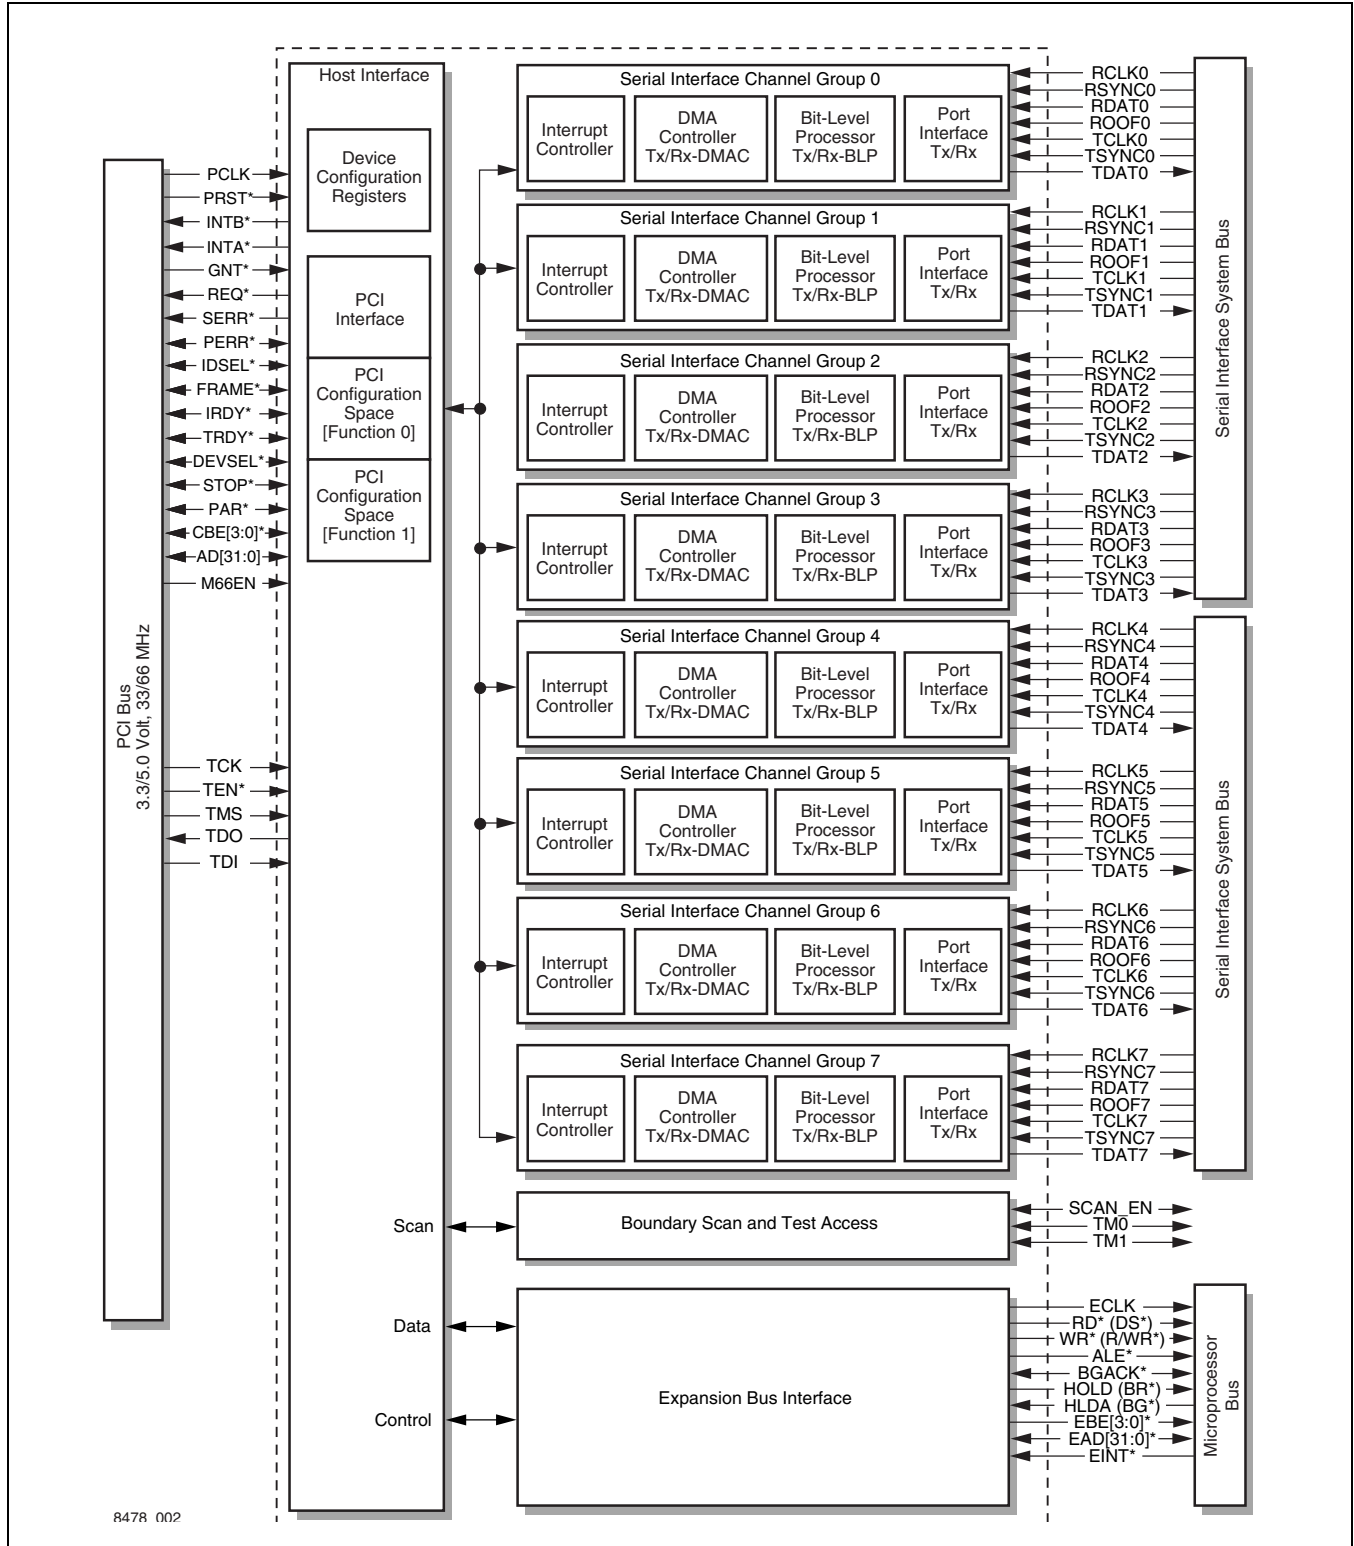 Host Interface
Device
Configuration
Registers
PCI
Interface
PCI
Configuration
Space
[Function 0]
PCI
Configuration
Space
[Function 1]
Scan
Data
Control
PCI Bus
3.3/5.0 Volt, 33/66 MHz
PCLK
PRST*
INTB*
INTA*
GNT*
REQ*
SERR*
PERR*
IDSEL*
FRAME*
IRDY*
TRDY*
DEVSEL*
STOP*
PAR*
CBE[3:0]*
AD[31:0]
M66EN
TCK
TEN*
TMS
TDO
TDI
Serial Interface Channel Group 0
Interrupt
Controller
DMA
Controller
Tx/Rx-DMAC
Bit-Level
Processor
Tx/Rx-BLP
Port
Interface
Tx/Rx
RCLK0
RSYNC0
RDAT0
ROOF0
TCLK0
TSYNC0
TDAT0
Serial Interface Channel Group 1
Interrupt
Controller
DMA
Controller
Tx/Rx-DMAC
Bit-Level
Processor
Tx/Rx-BLP
Port
Interface
Tx/Rx
RCLK1
RSYNC1
RDAT1
ROOF1
TCLK1
TSYNC1
TDAT1
Serial Interface Channel Group 2
Interrupt
Controller
DMA
Controller
Tx/Rx-DMAC
Bit-Level
Processor
Tx/Rx-BLP
Port
Interface
Tx/Rx
RCLK2
RSYNC2
RDAT2
ROOF2
TCLK2
TSYNC2
TDAT2
Serial Interface Channel Group 3
Interrupt
Controller
DMA
Controller
Tx/Rx-DMAC
Bit-Level
Processor
Tx/Rx-BLP
Port
Interface
Tx/Rx
RCLK3
RSYNC3
RDAT3
ROOF3
TCLK3
TSYNC3
TDAT3
Serial Interface System Bus
Serial Interface Channel Group 4
Interrupt
Controller
DMA
Controller
Tx/Rx-DMAC
Bit-Level
Processor
Tx/Rx-BLP
Port
Interface
Tx/Rx
RCLK4
RSYNC4
RDAT4
ROOF4
TCLK4
TSYNC4
TDAT4
Serial Interface Channel Group 5
Interrupt
Controller
DMA
Controller
Tx/Rx-DMAC
Bit-Level
Processor
Tx/Rx-BLP
Port
Interface
Tx/Rx
RCLK5
RSYNC5
RDAT5
ROOF5
TCLK5
TSYNC5
TDAT5
Serial Interface Channel Group 6
Interrupt
Controller
DMA
Controller
Tx/Rx-DMAC
Bit-Level
Processor
Tx/Rx-BLP
Port
Interface
Tx/Rx
RCLK6
RSYNC6
RDAT6
ROOF6
TCLK6
TSYNC6
TDAT6
Serial Interface Channel Group 7
Interrupt
Controller
DMA
Controller
Tx/Rx-DMAC
Bit-Level
Processor
Tx/Rx-BLP
Port
Interface
Tx/Rx
RCLK7
RSYNC7
RDAT7
ROOF7
TCLK7
TSYNC7
TDAT7
Serial Interface System Bus
Boundary Scan and Test Access
SCAN_EN
TM0
TM1
Expansion Bus Interface
ECLK
RD* (DS*)
WR* (R/WR*)
ALE*
BGACK*
HOLD (BR*)
HLDA (BG*)
EBE[3:0]*
EAD[31:0]*
EINT*
Microprocessor
Bus
8478_002